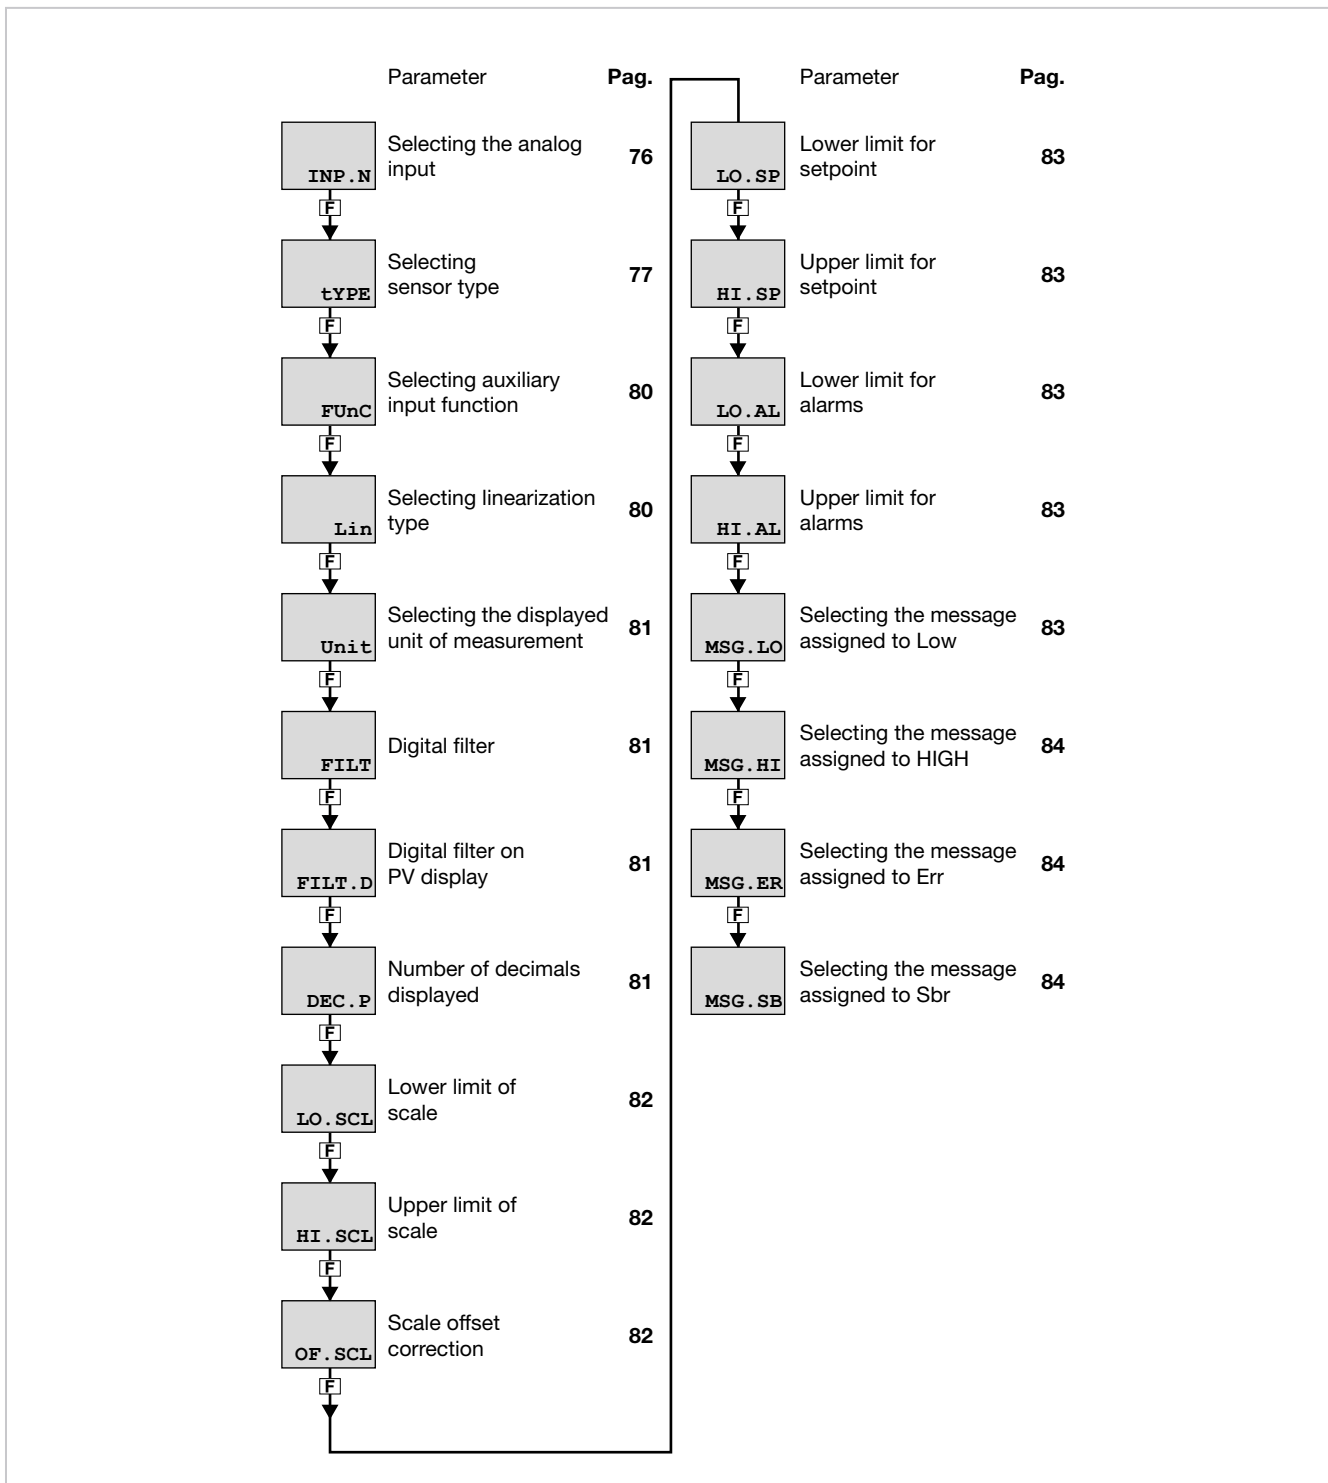 Parameter Pag.
INP.N
Selecting the analog
input
76
F
tYPE
Selecting
sensor type
77
F
FUnC
Selecting auxiliary
input function
80
F
Lin
Selecting linearization
type
80
F
Unit
Selecting the displayed
unit of measurement
81
F
FILT
Digital filter
81
F
FILT.D
Digital filter on
PV display
81
F
DEC.P
Number of decimals
displayed
81
F
LO.SCL
Lower limit of
scale
82
F
HI.SCL
Upper limit of
scale
82
F
OF.SCL
Scale offset
correction
82
F
Parameter Pag.
LO.SP
Lower limit for
setpoint
83
F
HI.SP
Upper limit for
setpoint
83
F
LO.AL
Lower limit for
alarms
83
F
HI.AL
Upper limit for
alarms
83
F
MSG.LO
Selecting the message
assigned to Low
83
F
MSG.HI
Selecting the message
assigned to HIGH
84
F
MSG.ER
Selecting the message
assigned to Err
84
F
MSG.SB
Selecting the message
assigned to Sbr
84